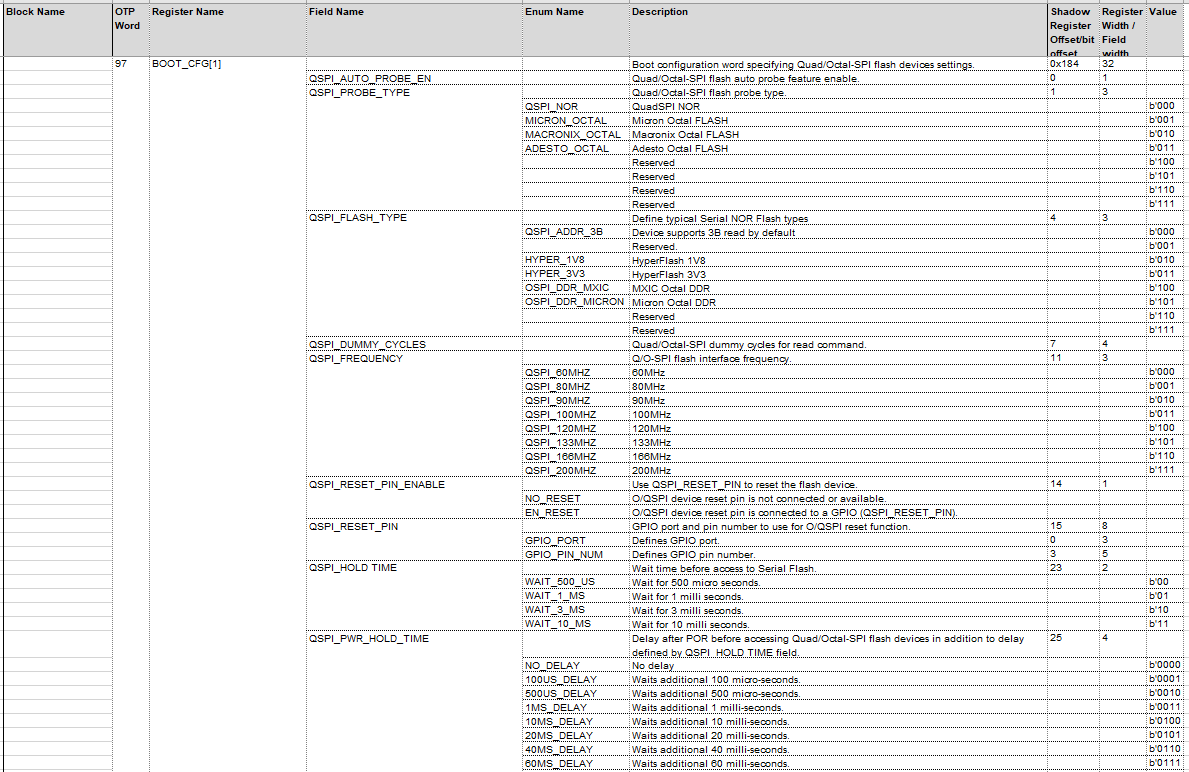 Block Name OTP Word Register Name Field Name Enum Name Description Shadow Register Offset/bit offset Register Width / Field width Value
97 BOOT_CFG[1] Boot configuration word specifying Quad/Octal-SPI flash devices settings. 0x184 32
QSPI_AUTO_PROBE_EN Quad/Octal-SPI flash auto probe feature enable. 0 1
QSPI_PROBE_TYPE Quad/Octal-SPI flash probe type. 1 3
QSPI_NOR QuadSPI NOR b'000
MICRON_OCTAL Micron Octal FLASH b'001
MACRONIX_OCTAL Macronix Octal FLASH b'010
ADESTO_OCTAL Adesto Octal FLASH b'011
Reserved b'100
Reserved b'101
Reserved b'110
Reserved b'111
QSPI_FLASH_TYPE Define typical Serial NOR Flash types 4 3
QSPI_ADDR_3B Device supports 3B read by default b'000
Reserved. b'001
HYPER_1V8 HyperFlash 1V8 b'010
HYPER_3V3 HyperFlash 3V3 b'011
OSPI_DDR_MXIC MXIC Octal DDR b'100
OSPI_DDR_MICRON Micron Octal DDR b'101
Reserved b'110
Reserved b'111
QSPI_DUMMY_CYCLES Quad/Octal-SPI dummy cycles for read command. 7 4
QSPI_FREQUENCY Q/O-SPI flash interface frequency. 11 3
QSPI_60MHZ 60MHz b'000
QSPI_80MHZ 80MHz b'001
QSPI_90MHZ 90MHz b'010
QSPI_100MHZ 100MHz b'011
QSPI_120MHZ 120MHz b'100
QSPI_133MHZ 133MHz b'101
QSPI_166MHZ 166MHz b'110
QSPI_200MHZ 200MHz b'111
QSPI_RESET_PIN_ENABLE Use QSPI_RESET_PIN to reset the flash device. 14 1
NO_RESET O/QSPI device reset pin is not connected or available.
EN_RESET O/QSPI device reset pin is connected to a GPIO (QSPI_RESET_PIN).
QSPI_RESET_PIN GPIO port and pin number to use for O/QSPI reset function. 15 8
GPIO_PORT Defines GPIO port. 0 3
GPIO_PIN_NUM Defines GPIO pin number. 3 5
QSPI_HOLD TIME Wait time before access to Serial Flash. 23 2
WAIT_500_US Wait for 500 micro seconds. b'00
WAIT_1_MS Wait for 1 milli seconds. b'01
WAIT_3_MS Wait for 3 milli seconds. b'10
WAIT_10_MS Wait for 10 milli seconds. b'11
QSPI_PWR_HOLD_TIME Delay after POR before accessing Quad/Octal-SPI flash devices in addition to delay 25 4
defined by QSPI_HOLD TIME field.
NO_DELAY No delay b'0000
100US_DELAY Waits additional 100 micro-seconds. b'0001
500US_DELAY Waits additional 500 micro-seconds. b'0010
1MS_DELAY Waits additional 1 milli-seconds. b'0011
10MS_DELAY Waits additional 10 milli-seconds. b'0100
20MS_DELAY Waits additional 20 milli-seconds. b'0101
40MS_DELAY Waits additional 40 milli-seconds. b'0110
60MS_DELAY Waits additional 60 milli-seconds. b'0111